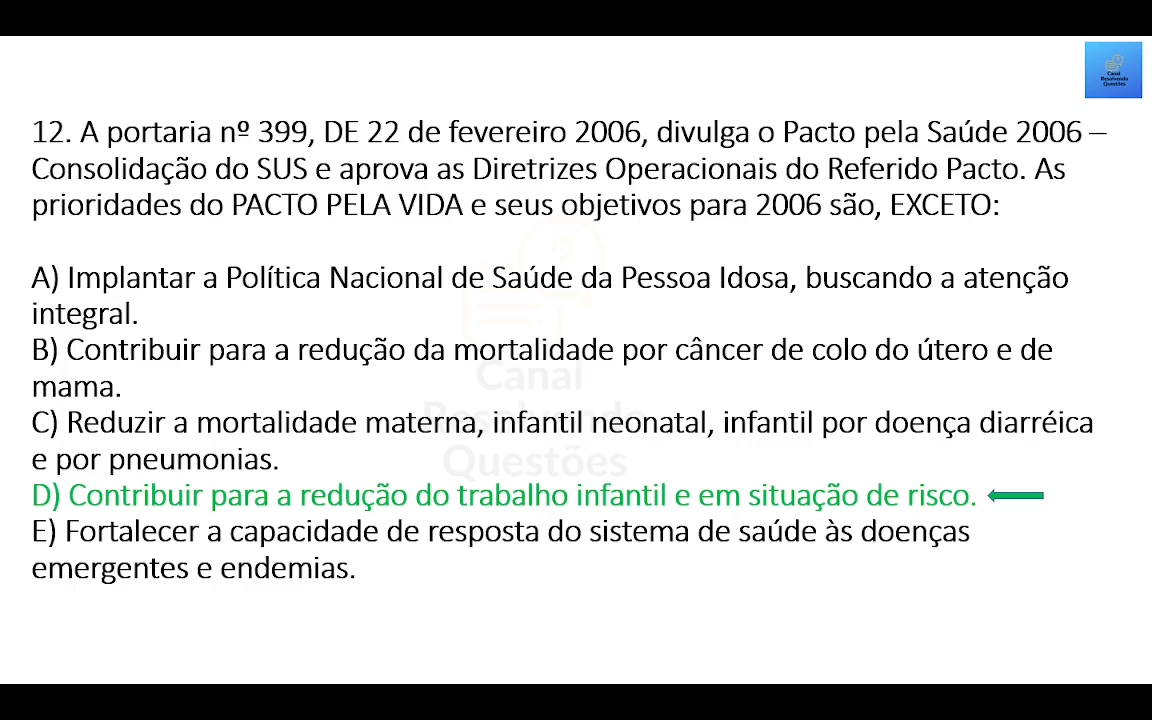 Canal
Resolvendo
Questões
12. A portaria nº 399, DE 22 de fevereiro 2006, divulga o Pacto pela Saúde 2006 –
Consolidação do SUS e aprova as Diretrizes Operacionais do Referido Pacto. As
prioridades do PACTO PELA VIDA e seus objetivos para 2006 são, EXCETO:
A) Implantar a Política Nacional de Saúde da Pessoa Idosa, buscando a atenção
integral.
B) Contribuir para a redução da mortalidade por câncer de colo do útero e de
mama.
C) Reduzir a mortalidade materna, infantil neonatal, infantil por doença diarréica
e por pneumonias.
D) Contribuir para a redução do trabalho infantil e em situação de risco.
E) Fortalecer a capacidade de resposta do sistema de saúde às doenças
emergentes e endemias.
Canal
Resolvendo
Questões